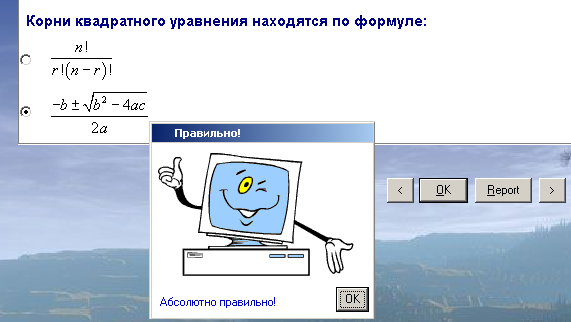 Корни квадратного уравнения находятся по формуле:
n!
r!(n − r)!
−b ± √b² − 4ac
2a
Правильно!
Абсолютно правильно!
OK
<
OK
Report
>